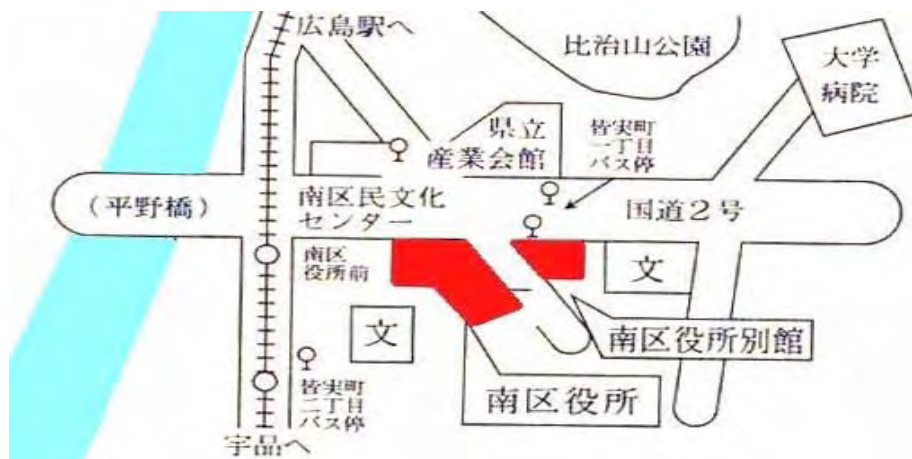 広島駅へ
比治山公園
大学
病院
県立
産業会館
皆実町
一丁目
バス停
(平野橋)
南区民文化
センター
国道2号
南区
役所前
文
文
南区役所別館
南区役所
皆実町
二丁目
バス停
宇品へ